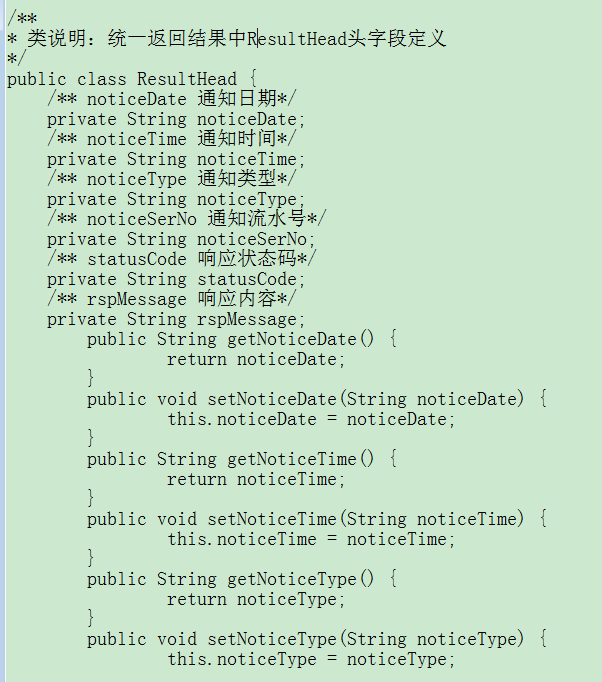 /**
* 类说明：统一返回结果中ResultHead头字段定义
*/
public class ResultHead {
    /** noticeDate 通知日期*/
    private String noticeDate;
    /** noticeTime 通知时间*/
    private String noticeTime;
    /** noticeType 通知类型*/
    private String noticeType;
    /** noticeSerNo 通知流水号*/
    private String noticeSerNo;
    /** statusCode 响应状态码*/
    private String statusCode;
    /** rspMessage 响应内容*/
    private String rspMessage;
        public String getNoticeDate() {
                return noticeDate;
        }
        public void setNoticeDate(String noticeDate) {
                this.noticeDate = noticeDate;
        }
        public String getNoticeTime() {
                return noticeTime;
        }
        public void setNoticeTime(String noticeTime) {
                this.noticeTime = noticeTime;
        }
        public String getNoticeType() {
                return noticeType;
        }
        public void setNoticeType(String noticeType) {
                this.noticeType = noticeType;